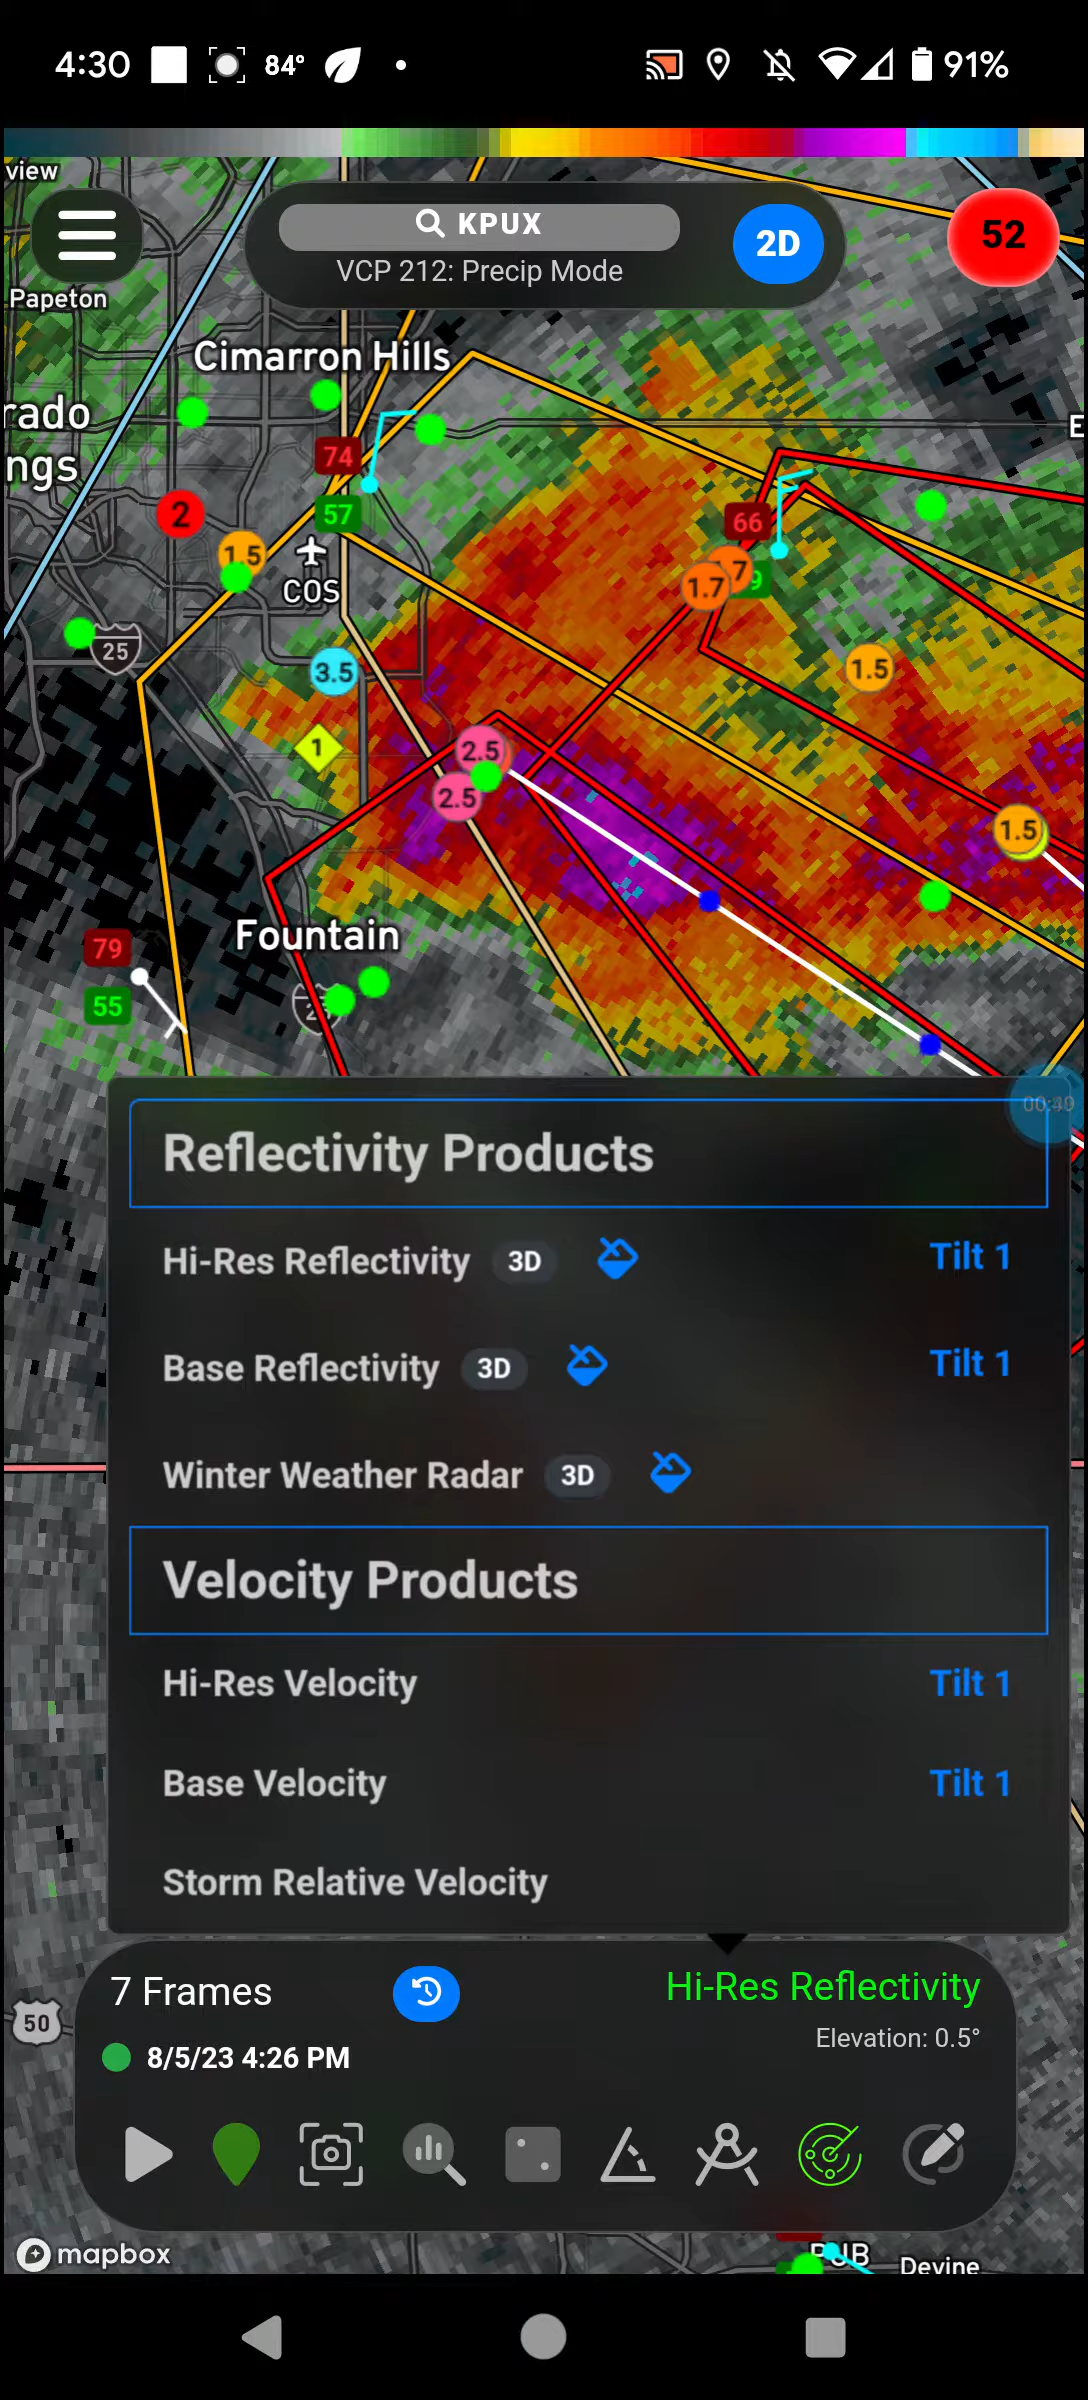 4:30 84° 91%
view
KPUX
2D
52
VCP 212: Precip Mode
Papeton
Cimarron Hills
rado
E
ngs
74
57
2
66
1.5
COS
1.7
7
9
25
3.5
1.5
1
2.5
2.5
1.5
Fountain
79
55
Reflectivity Products
Hi-Res Reflectivity 3D Tilt 1
Base Reflectivity 3D Tilt 1
Winter Weather Radar 3D
Velocity Products
Hi-Res Velocity Tilt 1
Base Velocity Tilt 1
Storm Relative Velocity
7 Frames
Hi-Res Reflectivity
50
Elevation: 0.5°
8/5/23 4:26 PM
mapbox
PUB
Devine